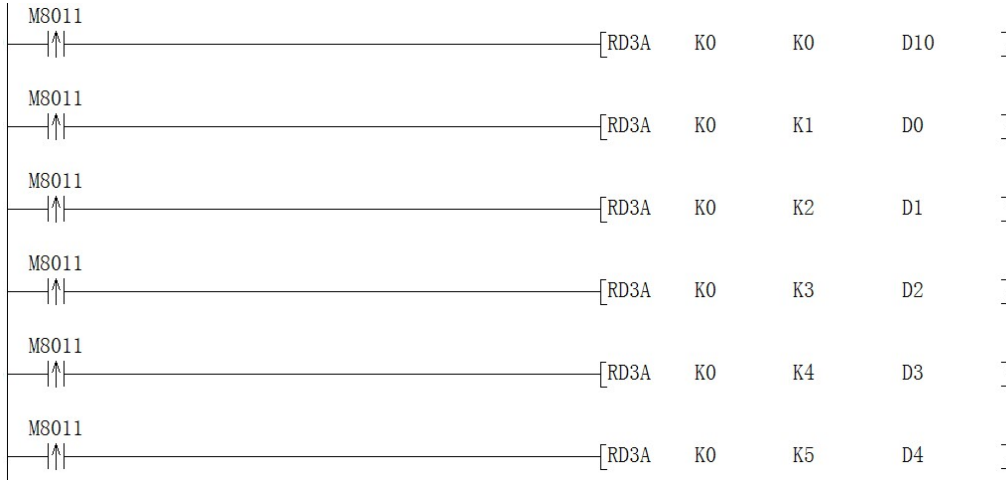 M8011
RD3A K0 K0 D10
M8011
RD3A K0 K1 D0
M8011
RD3A K0 K2 D1
M8011
RD3A K0 K3 D2
M8011
RD3A K0 K4 D3
M8011
RD3A K0 K5 D4